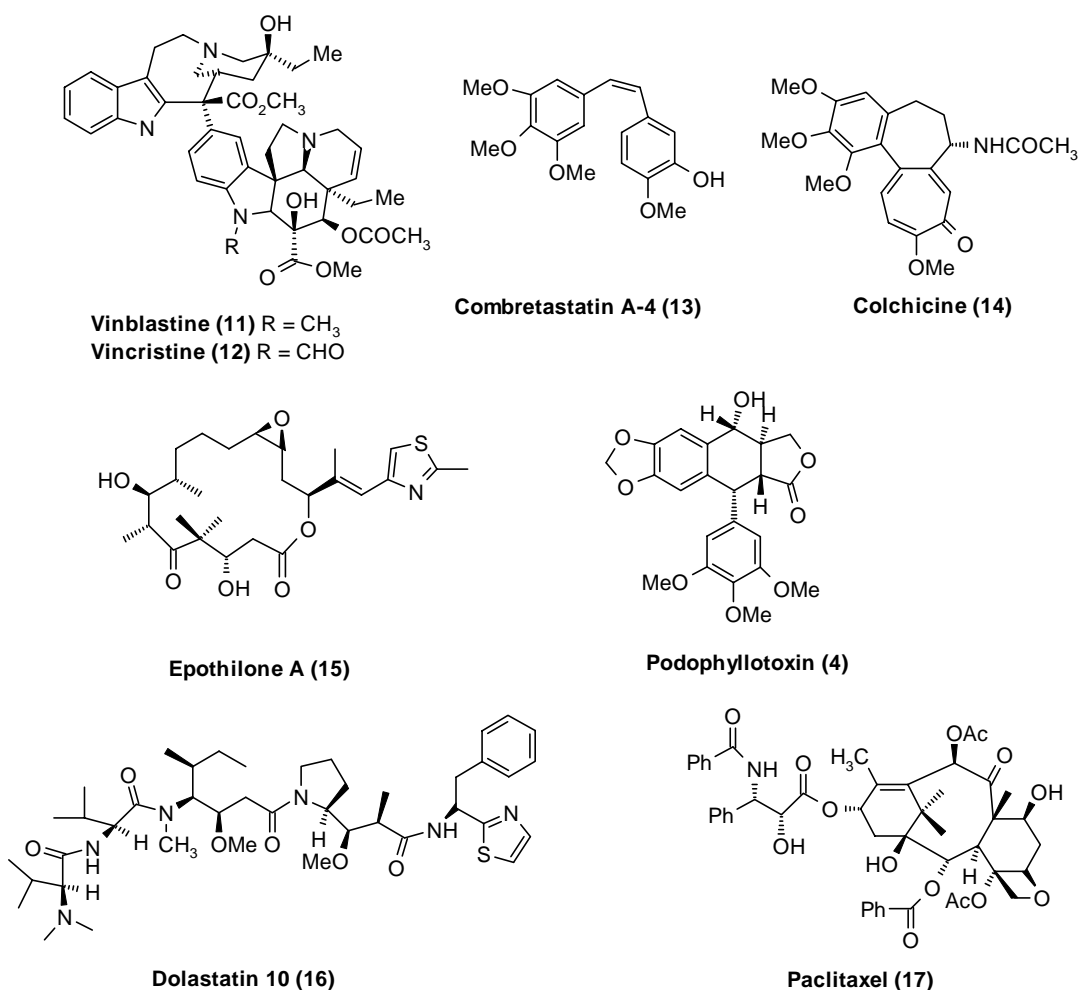 OH
N
Me
CO₂CH₃
N
N
OH
Me
N
R
OCOCH₃
O
OMe
Vinblastine (11) R = CH₃
Vincristine (12) R = CHO
MeO
MeO
OMe
OH
OMe
Combretastatin A-4 (13)
MeO
MeO
MeO
NHCOCH₃
O
OMe
Colchicine (14)
O
S
N
HO
O
O
OH
O
Epothilone A (15)
OH
H
H
O
O
O
H
O
MeO
OMe
OMe
Podophyllotoxin (4)
O
N
CH₃
OMe
O
N
H
MeO
O
HN
N
S
O
NH
H
H
N
Dolastatin 10 (16)
O
Ph
NH
Ph
O
OH
O
CH₃
OAc
O
OH
HO
H
O
AcO
O
Ph
O
Paclitaxel (17)